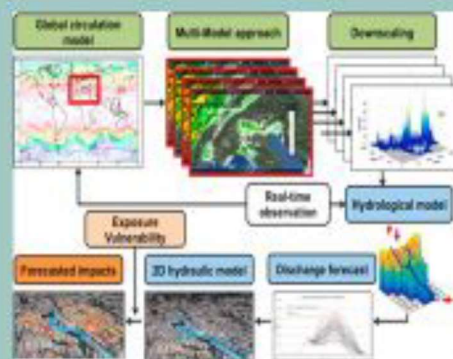 Global circulation
model
Multi-Model approach
Downscaling
Real-time
observation
Hydrological model
Exposure
Vulnerability
Forecasted impacts
2D hydraulic model
Discharge forecast